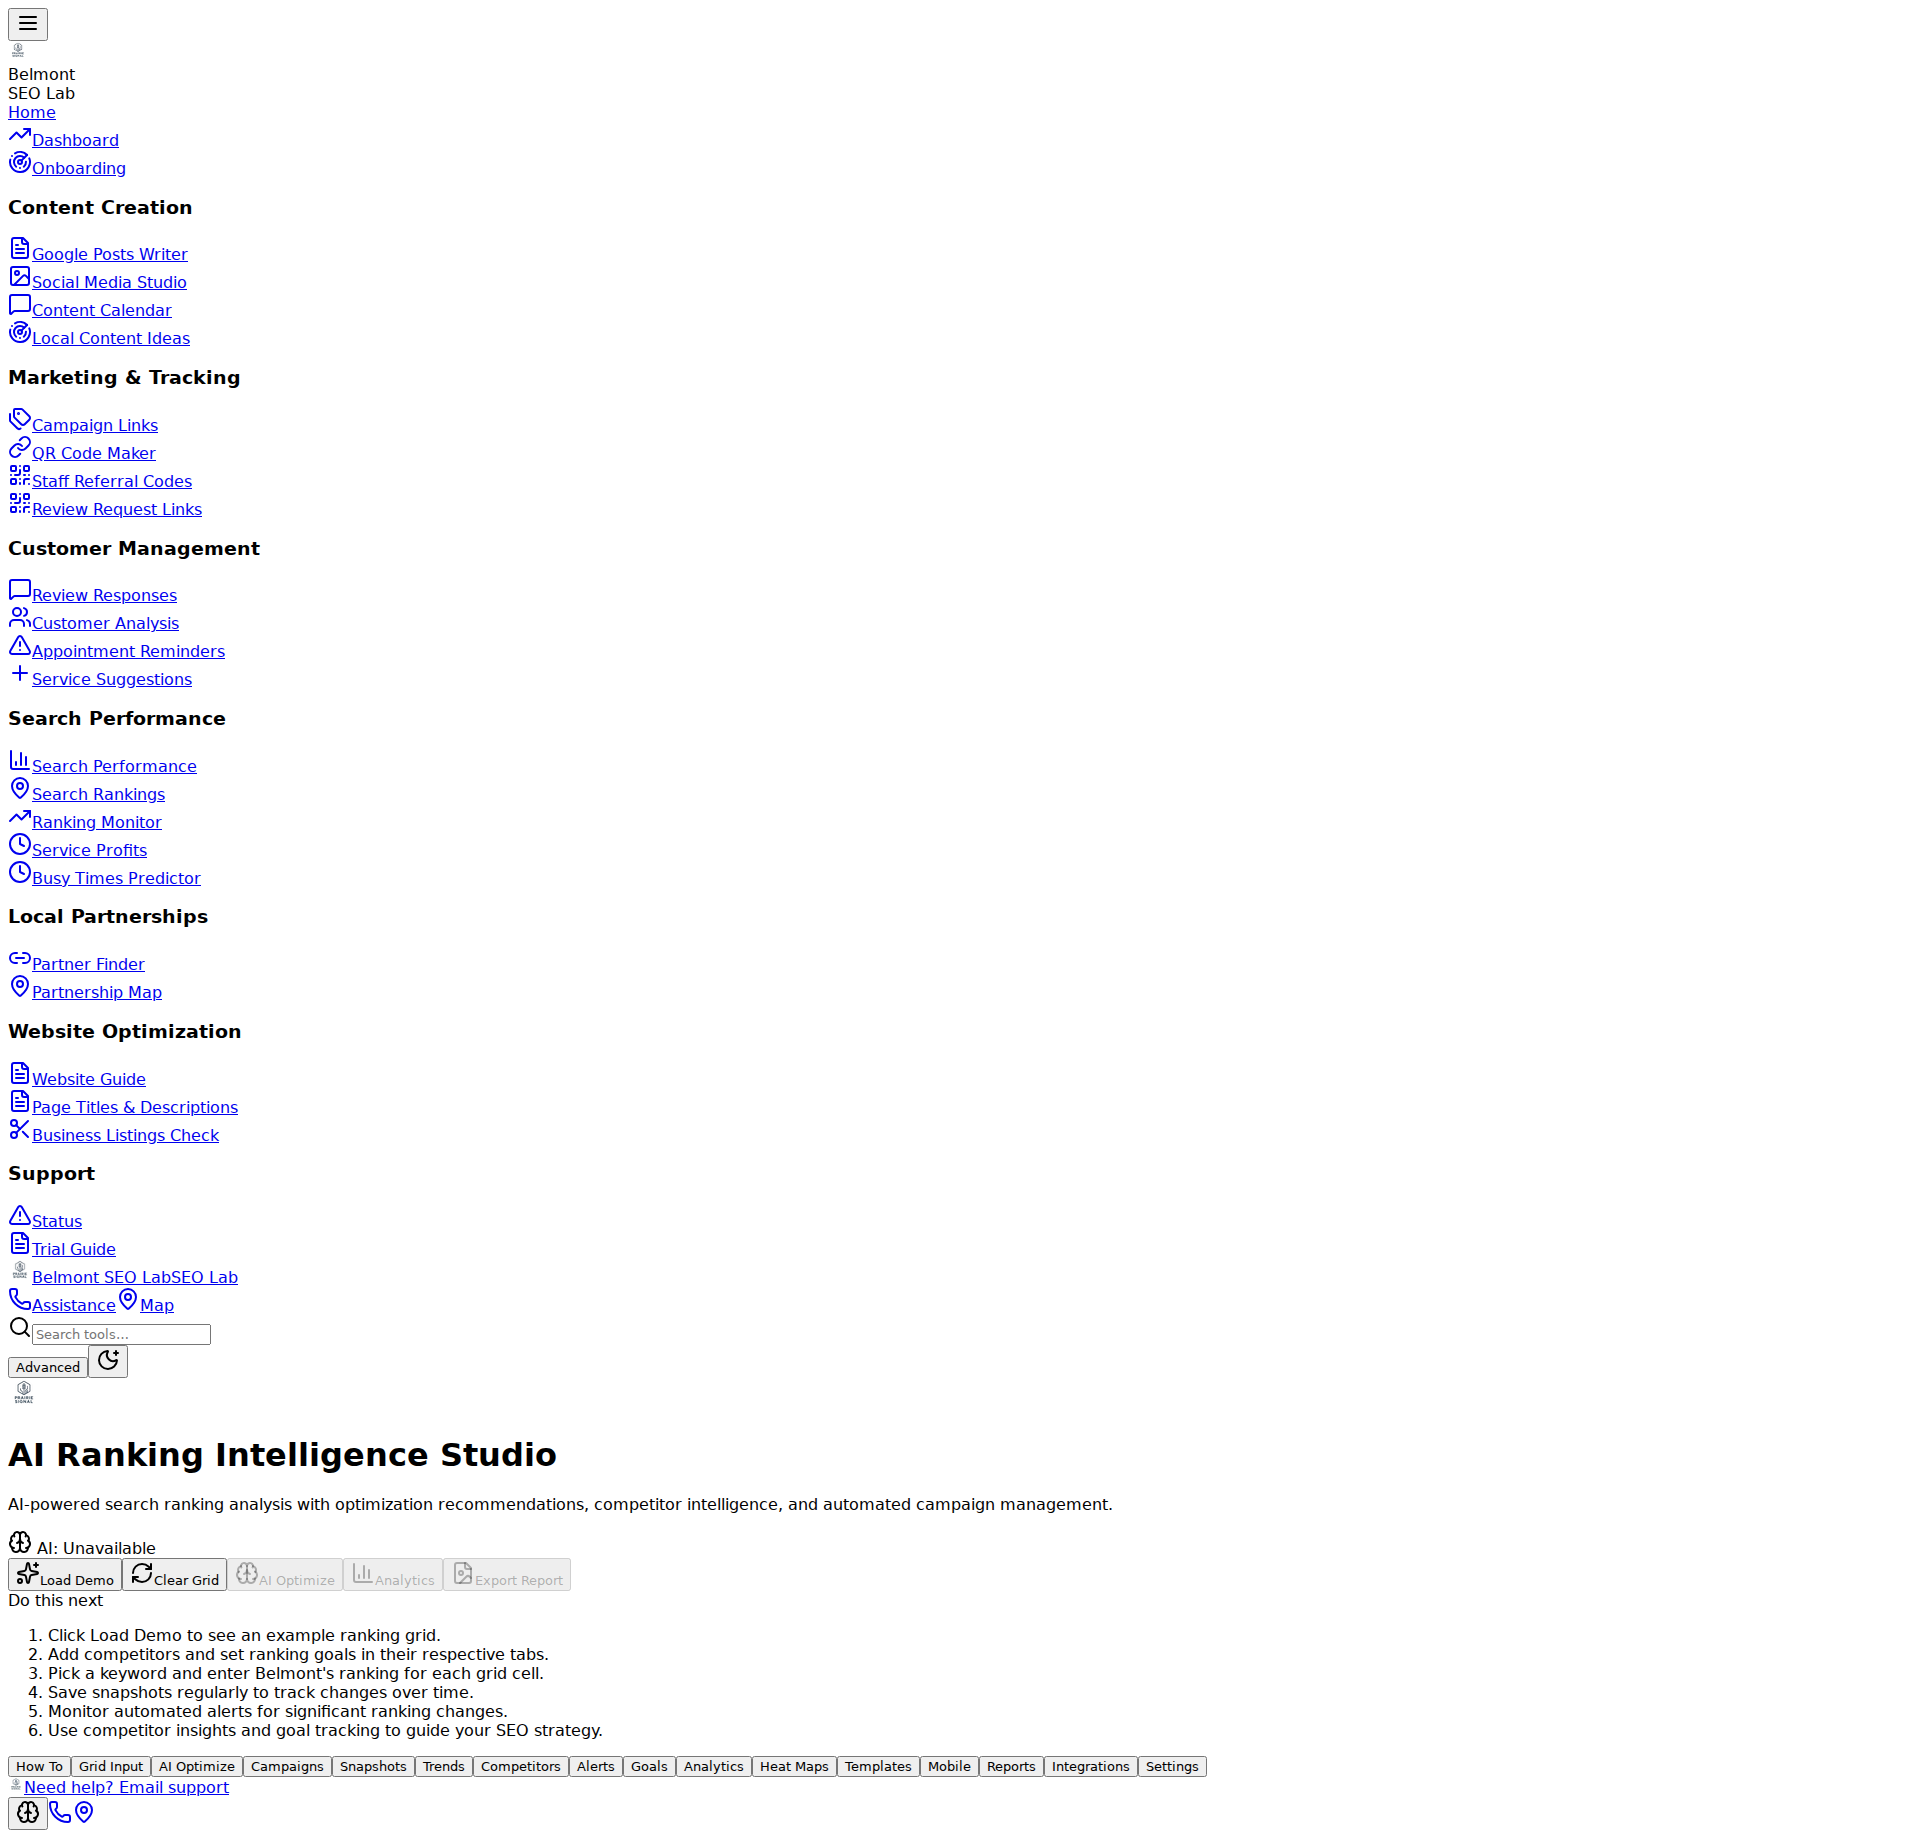 Belmont
SEO Lab
Home
Dashboard
Onboarding
Content Creation
Google Posts Writer
Social Media Studio
Content Calendar
Local Content Ideas
Marketing & Tracking
Campaign Links
QR Code Maker
Staff Referral Codes
Review Request Links
Customer Management
Review Responses
Customer Analysis
Appointment Reminders
Service Suggestions
Search Performance
Search Performance
Search Rankings
Ranking Monitor
Service Profits
Busy Times Predictor
Local Partnerships
Partner Finder
Partnership Map
Website Optimization
Website Guide
Page Titles & Descriptions
Business Listings Check
Support
Status
Trial Guide
Belmont SEO LabSEO Lab
Assistance Map
Search tools...
Advanced
PRAIRIE
SIGNAL
AI Ranking Intelligence Studio
AI-powered search ranking analysis with optimization recommendations, competitor intelligence, and automated campaign management.
AI: Unavailable
Load Demo Clear Grid AI Optimize Analytics Export Report
Do this next
1. Click Load Demo to see an example ranking grid.
2. Add competitors and set ranking goals in their respective tabs.
3. Pick a keyword and enter Belmont's ranking for each grid cell.
4. Save snapshots regularly to track changes over time.
5. Monitor automated alerts for significant ranking changes.
6. Use competitor insights and goal tracking to guide your SEO strategy.
How To Grid Input AI Optimize Campaigns Snapshots Trends Competitors Alerts Goals Analytics Heat Maps Templates Mobile Reports Integrations Settings
Need help? Email support